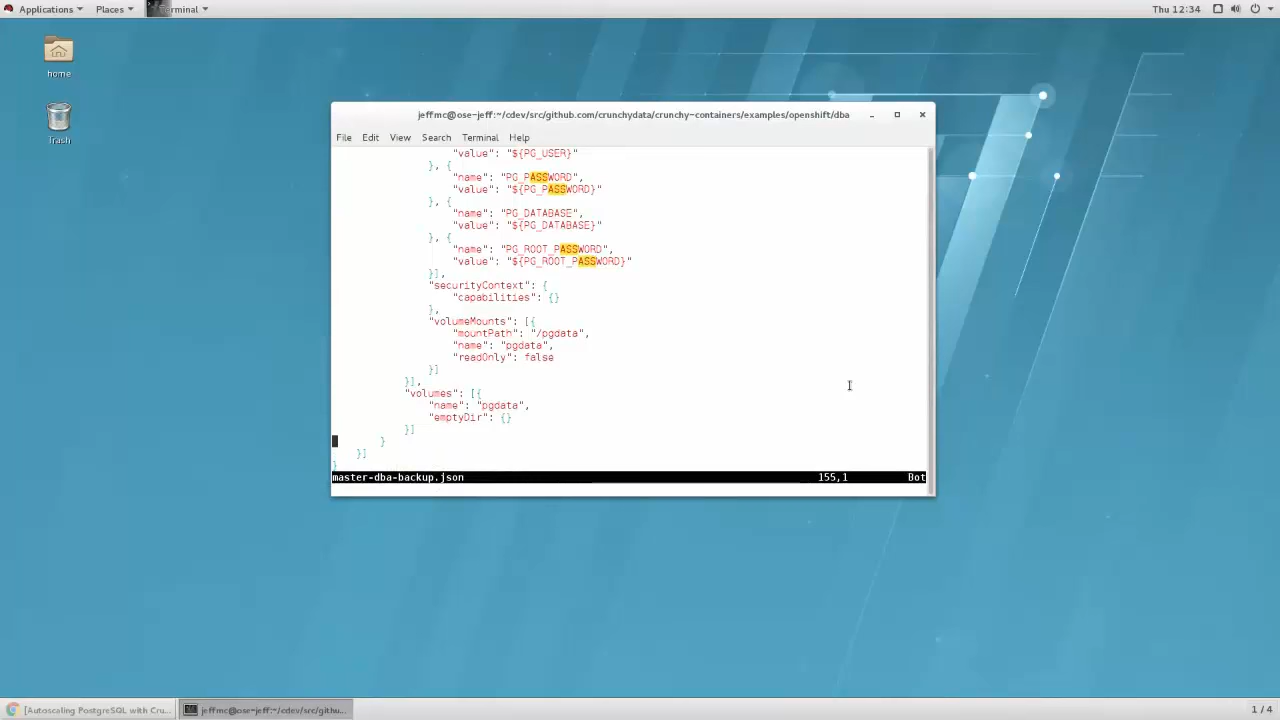 Applications
Places
Terminal
Thu 12:34
home
Trash
jeffmc@ose-jeff:~/cdev/src/github.com/crunchydata/crunchy-containers/examples/openshift/dba
File Edit View Search Terminal Help
"value": "${PG_USER}"
}, {
"name": "PG_PASSWORD",
"value": "${PG_PASSWORD}"
}, {
"name": "PG_DATABASE",
"value": "${PG_DATABASE}"
}, {
"name": "PG_ROOT_PASSWORD",
"value": "${PG_ROOT_PASSWORD}"
}],
"securityContext": {
"capabilities": {}
},
"volumeMounts": [{
"mountPath": "/pgdata",
"name": "pgdata",
"readOnly": false
}]
}],
"volumes": [{
"name": "pgdata",
"emptyDir": {}
}]
}
}]
}
master-dba-backup.json 155,1 Bot
[Autoscaling PostgreSQL with Cru...
jeffmc@ose-jeff:~/cdev/src/githu...
1 / 4